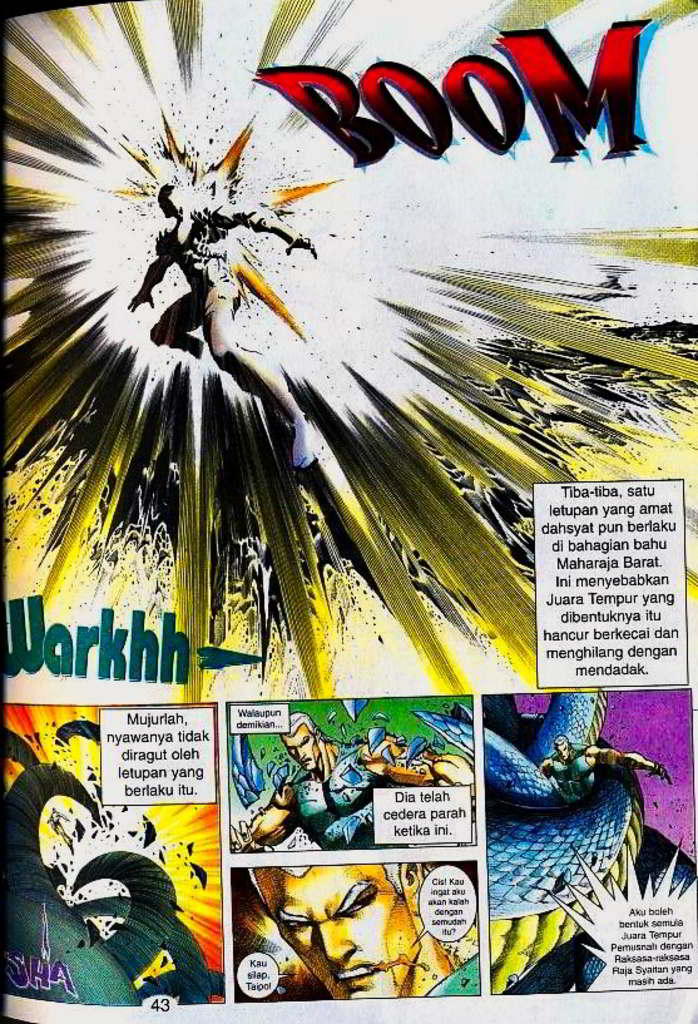 BOOM
Tiba-tiba, satu
letupan yang amat
dahsyat pun berlaku
di bahagian bahu
Maharaja Barat.
Ini menyebabkan
Juara Tempur yang
dibentuknya itu
hancur berkecai dan
menghilang dengan
mendadak.
Warkhh
Mujurlah,
nyawanya tidak
diragut oleh
letupan yang
berlaku itu.
SHA
Walaupun
demikian...
Dia telah
cedera parah
ketika ini.
Cis! Kau
ingat aku
akan kalah
dengan
semudah
itu?
Kau
silap,
Taipo!
Aku boleh
bentuk semula
Juara Tempur
Pemusnah dengan
Raksasa-raksasa
Raja Syaitan yang
masih ada.
43